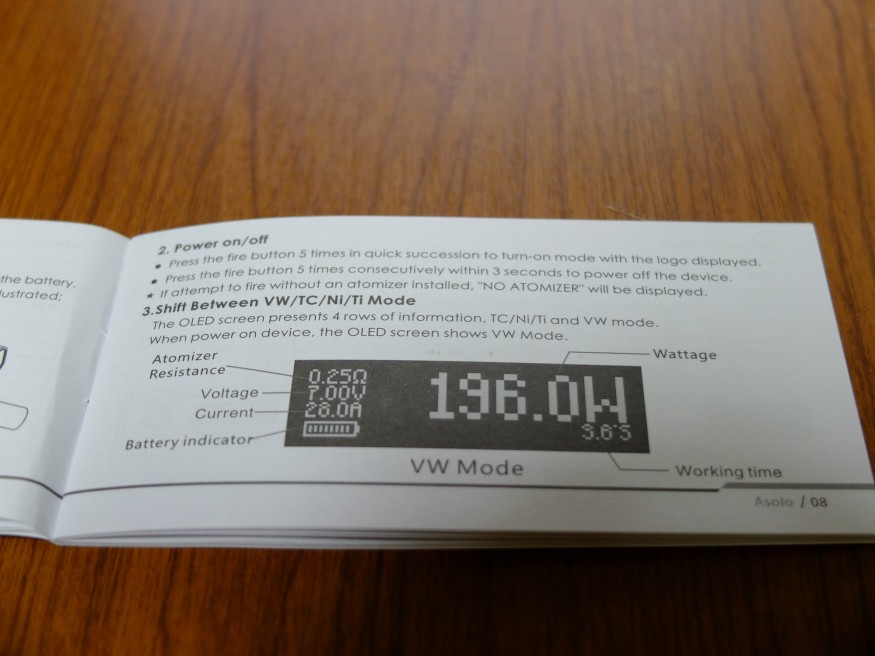 the battery.
lustrated;
2. Power on/off
• Press the fire button 5 times in quick succession to turn-on mode with the logo displayed.
• Press the fire button 5 times consecutively within 3 seconds to power off the device.
★ If attempt to fire without an atomizer installed, "NO ATOMIZER" will be displayed.
3.Shift Between VW/TC/Ni/Ti Mode
The OLED screen presents 4 rows of information, TC/Ni/Ti and VW mode.
When power on device, the OLED screen shows VW Mode.
Atomizer
Resistance
Voltage
Current
Battery indicator
0.25Ω
7.00V
28.0A
196.0W
3.6'S
Wattage
Working time
VW Mode
Asolo / 08